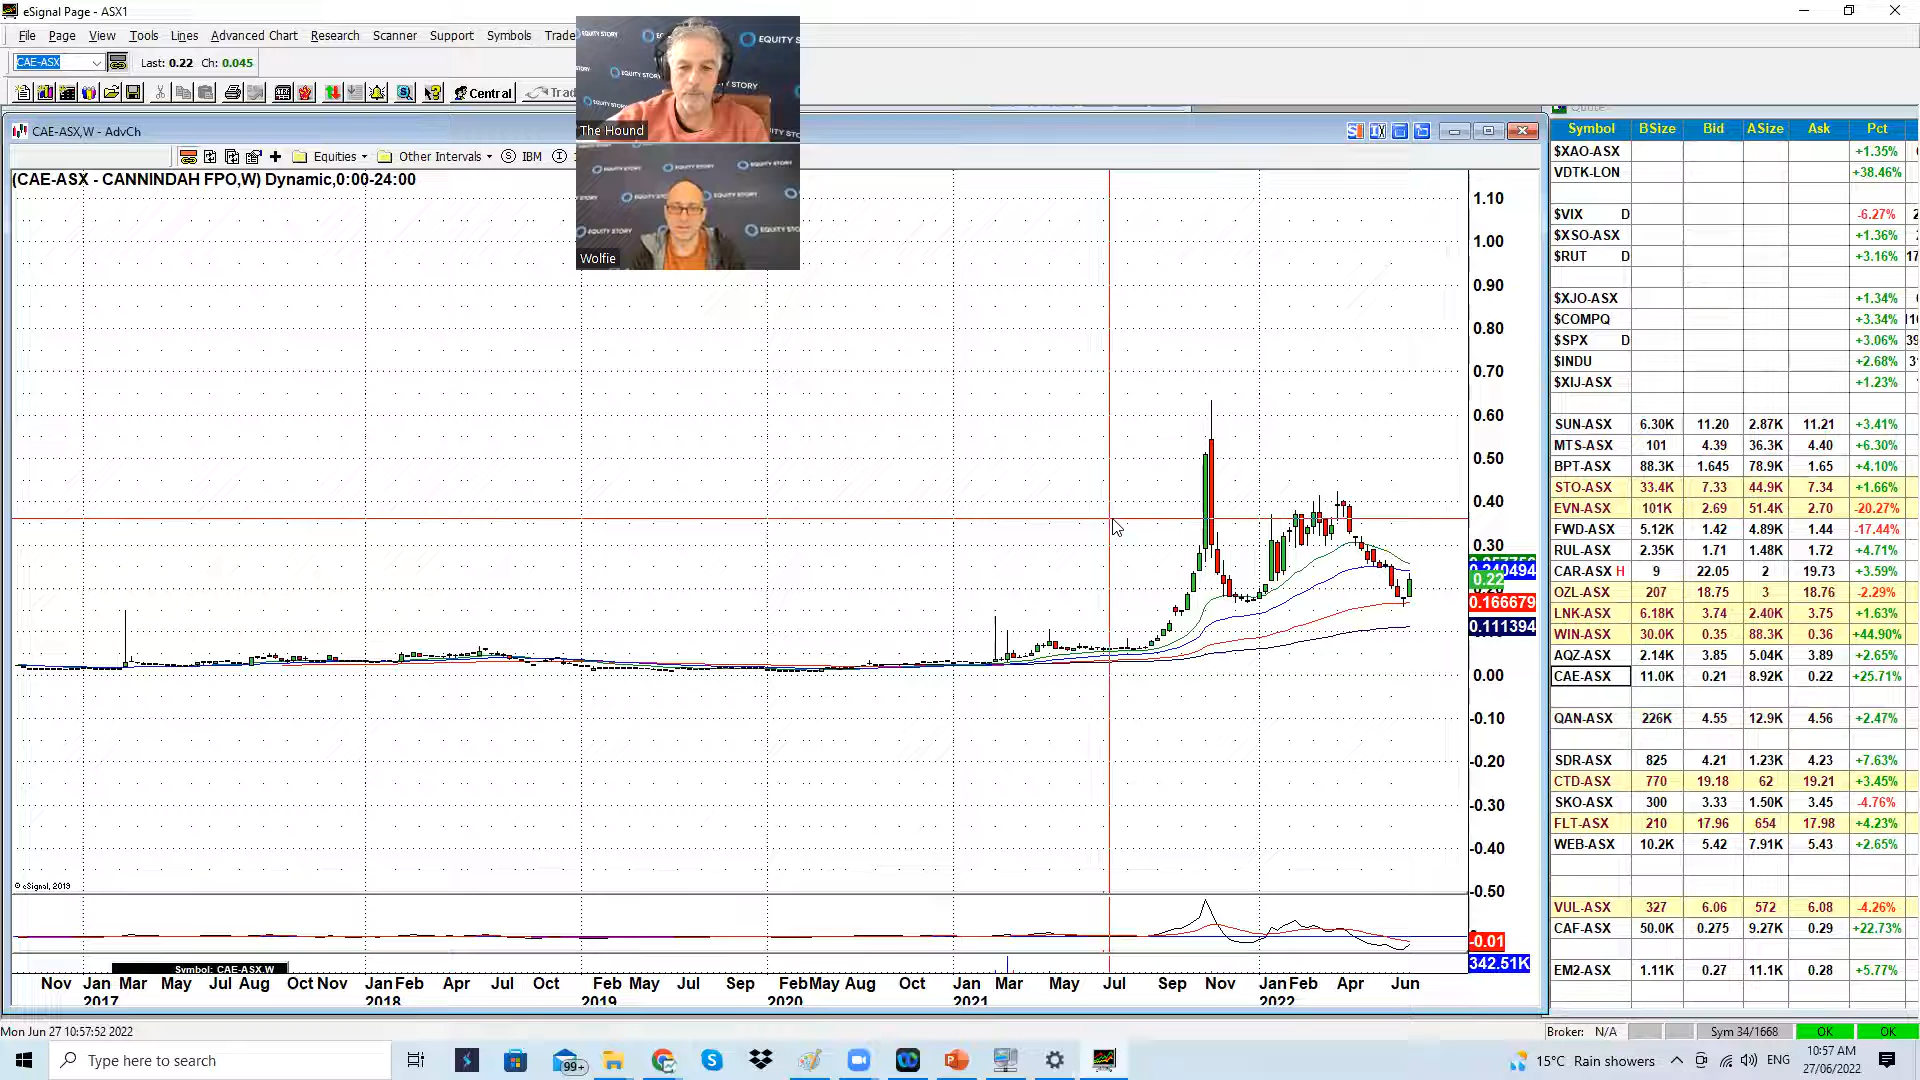 eSignal Page - ASX1
File Page View Tools Lines Advanced Chart Research Scanner Support Symbols Trade
CAE-ASX Last: 0.22 Ch: 0.045
Central Trad
EQUITY STORY
The Hound
EQUITY STORY
Wolfie
CAE-ASX,W - AdvCh
Equities Other Intervals S IBM I
(CAE-ASX - CANNINDAH FPO,W) Dynamic,0:00-24:00
1.10
1.00
0.90
0.80
0.70
0.60
0.50
0.40
0.30
0.240494
0.22
0.166679
0.111394
0.00
-0.10
-0.20
-0.30
-0.40
-0.50
-0.01
342.51K
© eSignal, 2019
Symbol: CAE-ASX,W
Nov Jan Mar May Jul Aug Oct Nov Jan Feb Apr Jul Oct Feb May Jul Sep Feb May Aug Oct Mar May Jul Sep Nov Jan Feb Apr Jun
2017 2018 2019 2020 2021 2022
Symbol BSize Bid ASize Ask Pct
$XAO-ASX +1.35%
VDTK-LON +38.46%
$VIX D -6.27%
$XSO-ASX +1.36%
$RUT D +3.16% 17
$XJO-ASX +1.34%
$COMPQ +3.34%
$SPX D +3.06% 39
$INDU +2.68%
$XIJ-ASX +1.23%
SUN-ASX 6.30K 11.20 2.87K 11.21 +3.41%
MTS-ASX 101 4.39 36.3K 4.40 +6.30%
BPT-ASX 88.3K 1.645 78.9K 1.65 +4.10%
STO-ASX 33.4K 7.33 44.9K 7.34 +1.66%
EVN-ASX 101K 2.69 51.4K 2.70 -20.27%
FWD-ASX 5.12K 1.42 4.89K 1.44 -17.44%
RUL-ASX 2.35K 1.71 1.48K 1.72 +4.71%
CAR-ASX H 9 22.05 2 19.73 +3.59%
OZL-ASX 207 18.75 3 18.76 -2.29%
LNK-ASX 6.18K 3.74 2.40K 3.75 +1.63%
WIN-ASX 30.0K 0.35 88.3K 0.36 +44.90%
AQZ-ASX 2.14K 3.85 5.04K 3.89 +2.65%
CAE-ASX 11.0K 0.21 8.92K 0.22 +25.71%
QAN-ASX 226K 4.55 12.9K 4.56 +2.47%
SDR-ASX 825 4.21 1.23K 4.23 +7.63%
CTD-ASX 770 19.18 62 19.21 +3.45%
SKO-ASX 300 3.33 1.50K 3.45 -4.76%
FLT-ASX 210 17.96 654 17.98 +4.23%
WEB-ASX 10.2K 5.42 7.91K 5.43 +2.65%
VUL-ASX 327 6.06 572 6.08 -4.26%
CAF-ASX 50.0K 0.275 9.27K 0.29 +22.73%
EM2-ASX 1.11K 0.27 11.1K 0.28 +5.77%
Mon Jun 27 10:57:52 2022
Broker: N/A Sym 34/1668 OK OK
Type here to search
99+
15°C Rain showers ENG
10:57 AM
27/06/2022